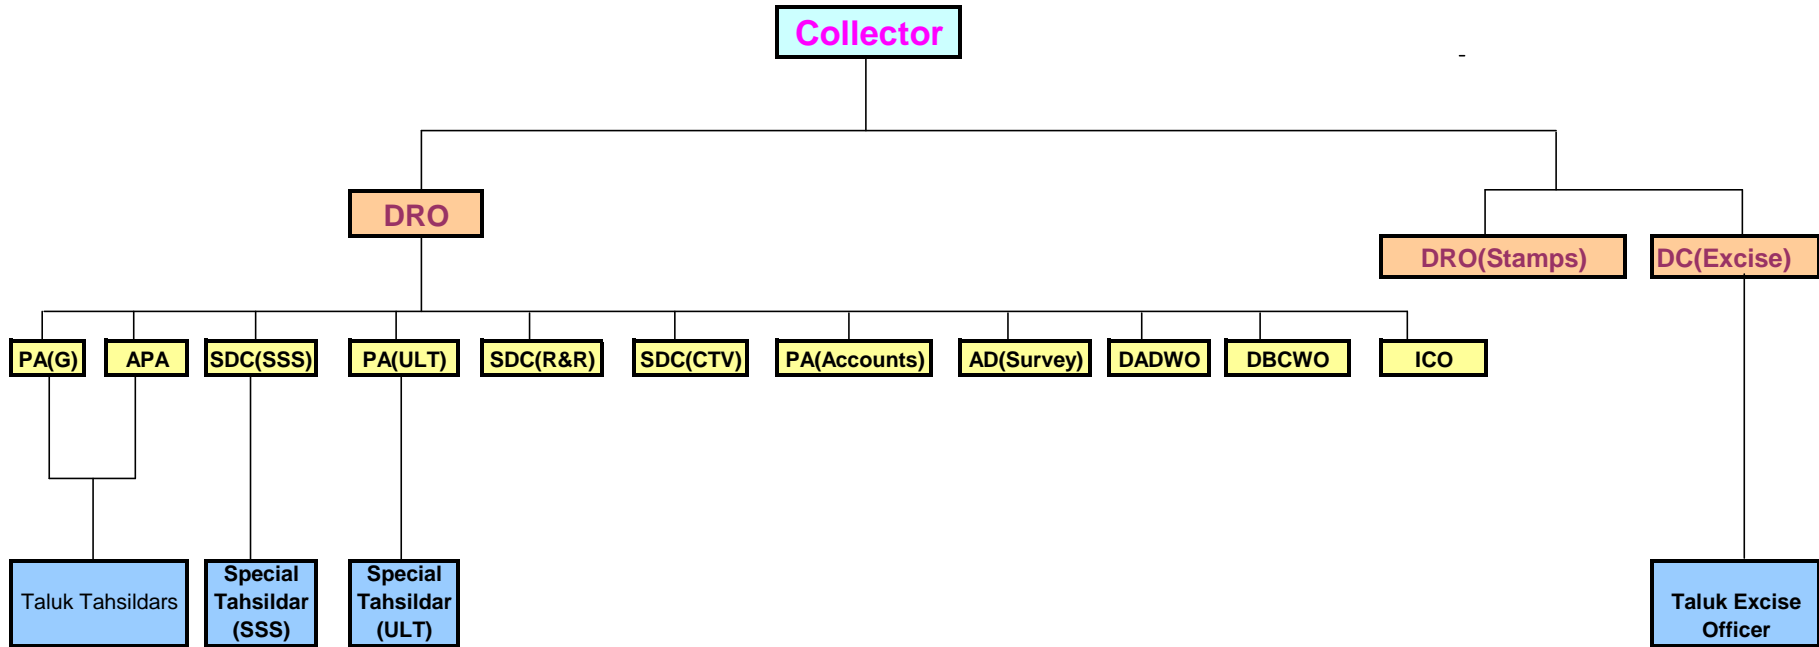 Collector
-
DRO
DRO(Stamps)
DC(Excise)
PA(G)
APA
SDC(SSS)
PA(ULT)
SDC(R&R)
SDC(CTV)
PA(Accounts)
AD(Survey)
DADWO
DBCWO
ICO
Taluk Tahsildars
Special
Tahsildar
(SSS)
Special
Tahsildar
(ULT)
Taluk Excise
Officer